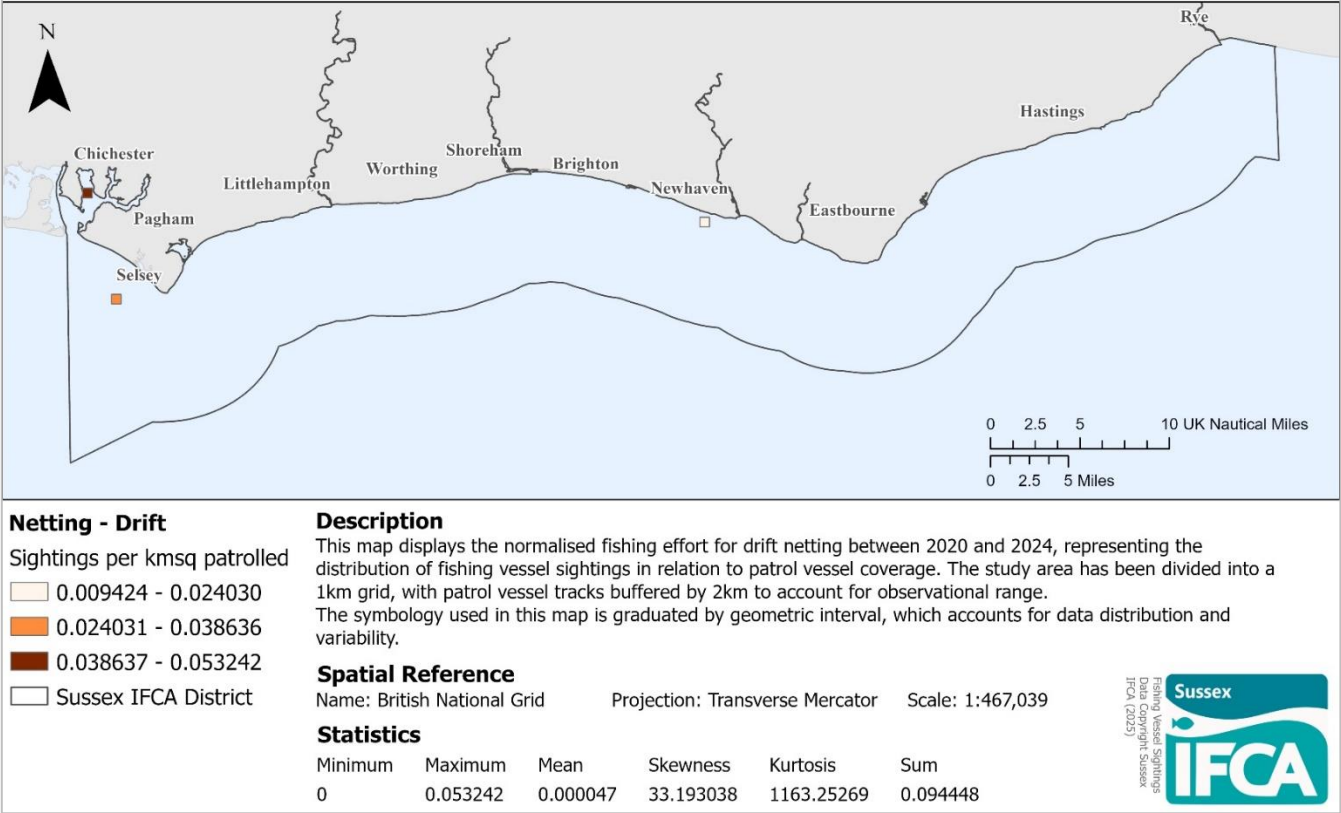 N
Rye
Hastings
Chichester
Shoreham
Brighton
Worthing
Littlehampton
Newhaven
Pagham
Eastbourne
Selsey
0 2.5 5 10 UK Nautical Miles
0 2.5 5 Miles
Netting - Drift
Sightings per kmsq patrolled
0.009424 - 0.024030
0.024031 - 0.038636
0.038637 - 0.053242
Sussex IFCA District
Description
This map displays the normalised fishing effort for drift netting between 2020 and 2024, representing the
distribution of fishing vessel sightings in relation to patrol vessel coverage. The study area has been divided into a
1km grid, with patrol vessel tracks buffered by 2km to account for observational range.
The symbology used in this map is graduated by geometric interval, which accounts for data distribution and
variability.
Spatial Reference
Name: British National Grid Projection: Transverse Mercator Scale: 1:467,039
Statistics
Minimum Maximum Mean Skewness Kurtosis Sum
0 0.053242 0.000047 33.193038 1163.25269 0.094448
Fishing Vessel Sightings
Data Copyright Sussex
IFCA (2025)
Sussex
IFCA